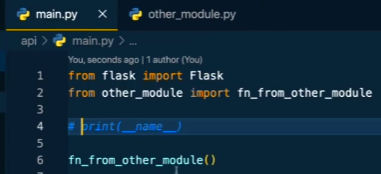 main.py
other_module.py
api > main.py > ...
You, seconds ago | 1 author (You)
1 from flask import Flask
2 from other_module import fn_from_other_module
3
4 # print(__name__)
5
6 fn_from_other_module()